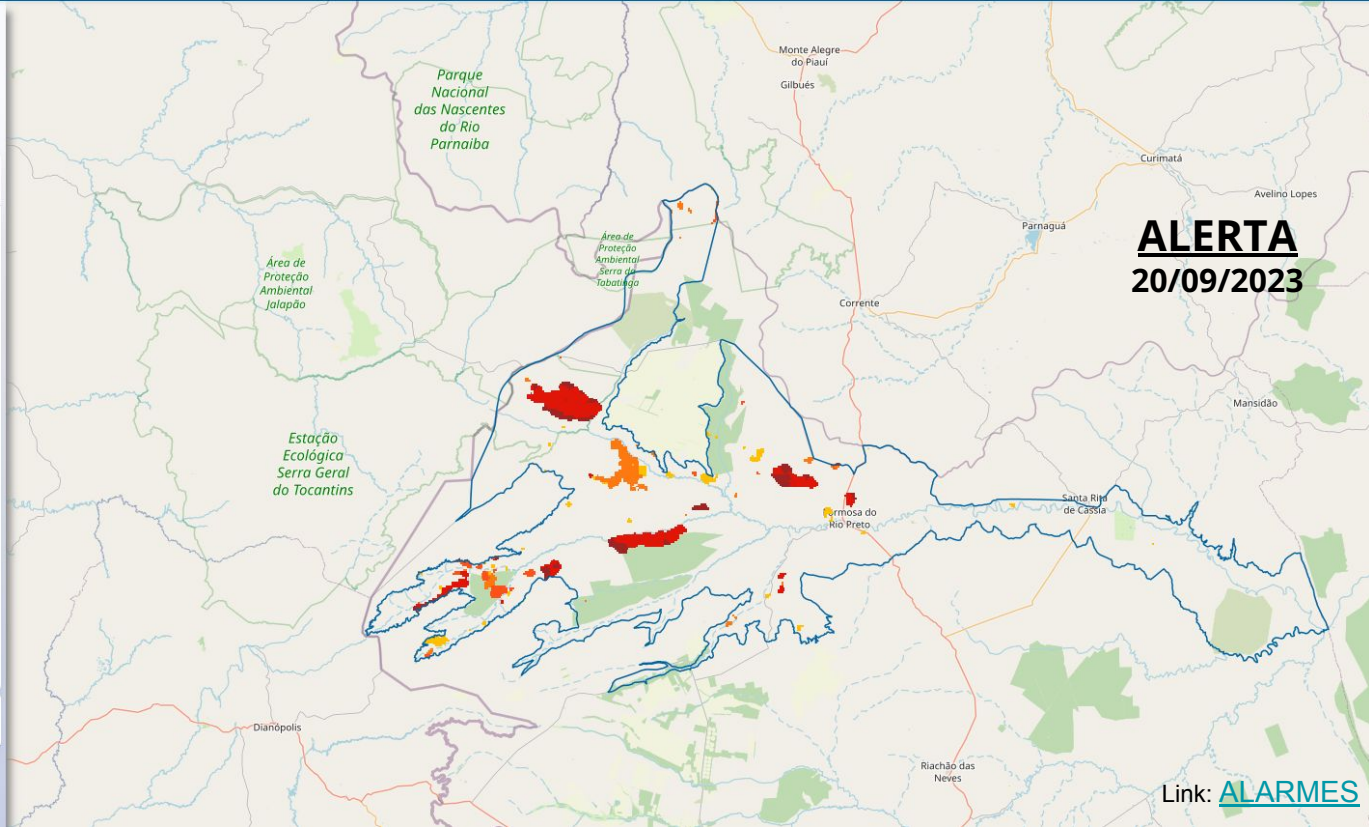 Monte Alegre
do Piauí
Gilbués
Parque
Nacional
das Nascentes
do Rio
Parnaiba
Curimatá
Avelino Lopes
Parnaguá
ALERTA
20/09/2023
Área de
Proteção
Ambiental
Serra da
Tabatinga
Área de
Proteção
Ambiental
Jalapão
Corrente
Mansidão
Estação
Ecológica
Serra Geral
do Tocantins
Santa Rita
de Cássia
Formosa do
Rio Preto
Dianópolis
Riachão das
Neves
Link: ALARMES